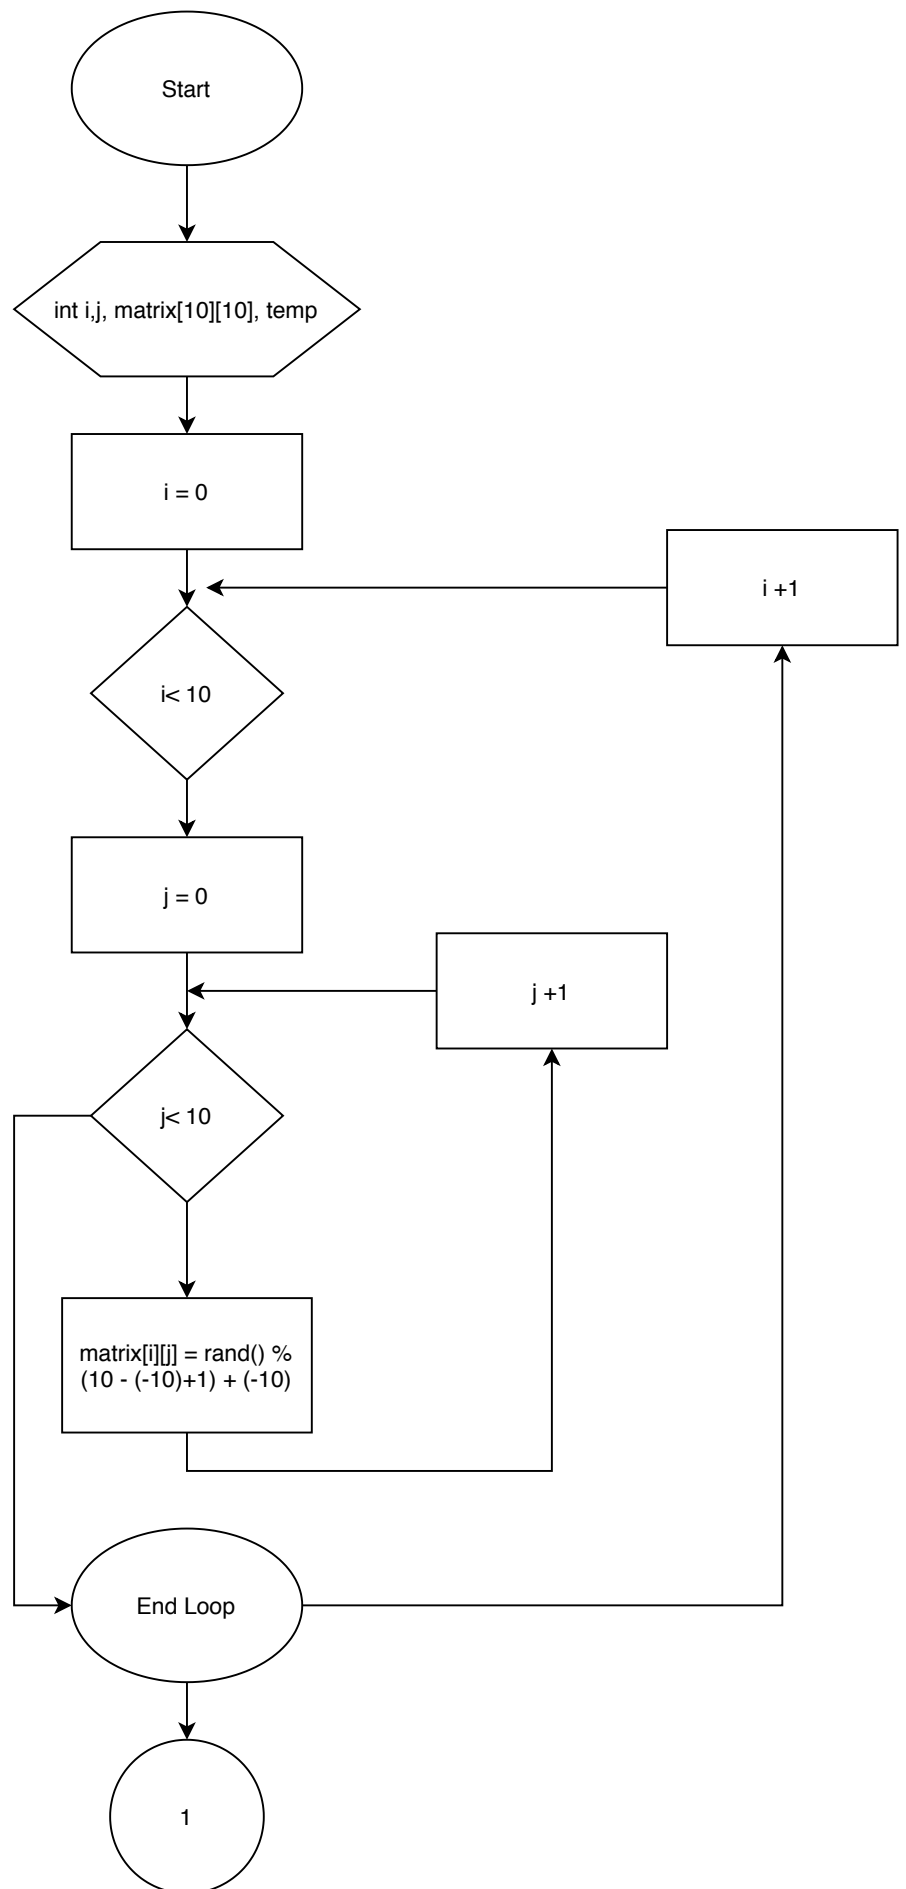 Start
int i,j, matrix[10][10], temp
i = 0
i +1
i< 10
j = 0
j +1
j< 10
matrix[i][j] = rand() %
(10 - (-10)+1) + (-10)
End Loop
1